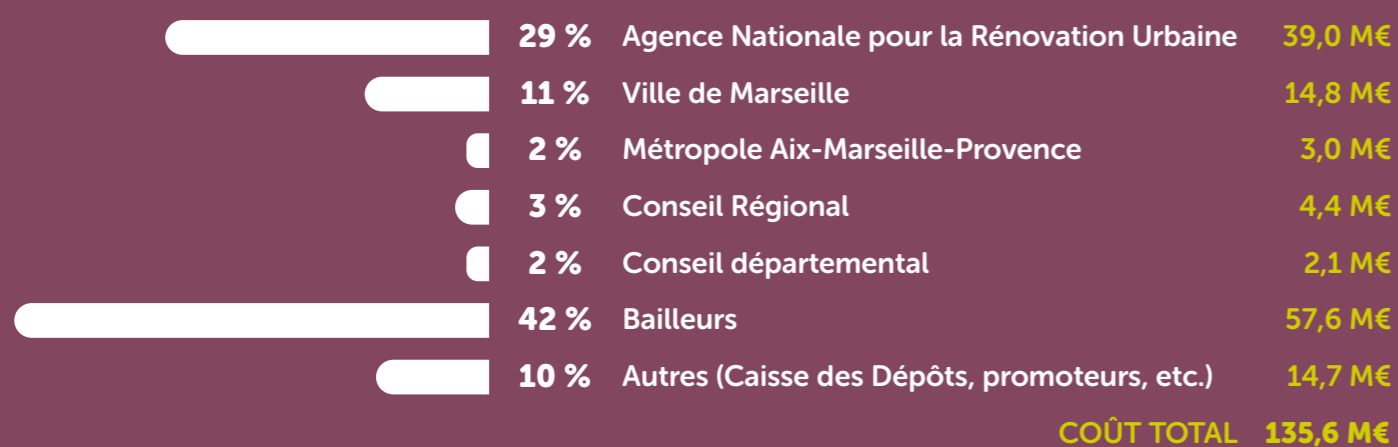 29 % Agence Nationale pour la Rénovation Urbaine 39,0 M€
11 % Ville de Marseille 14,8 M€
2 % Métropole Aix-Marseille-Provence 3,0 M€
3 % Conseil Régional 4,4 M€
2 % Conseil départemental 2,1 M€
42 % Bailleurs 57,6 M€
10 % Autres (Caisse des Dépôts, promoteurs, etc.) 14,7 M€
COÛT TOTAL 135,6 M€